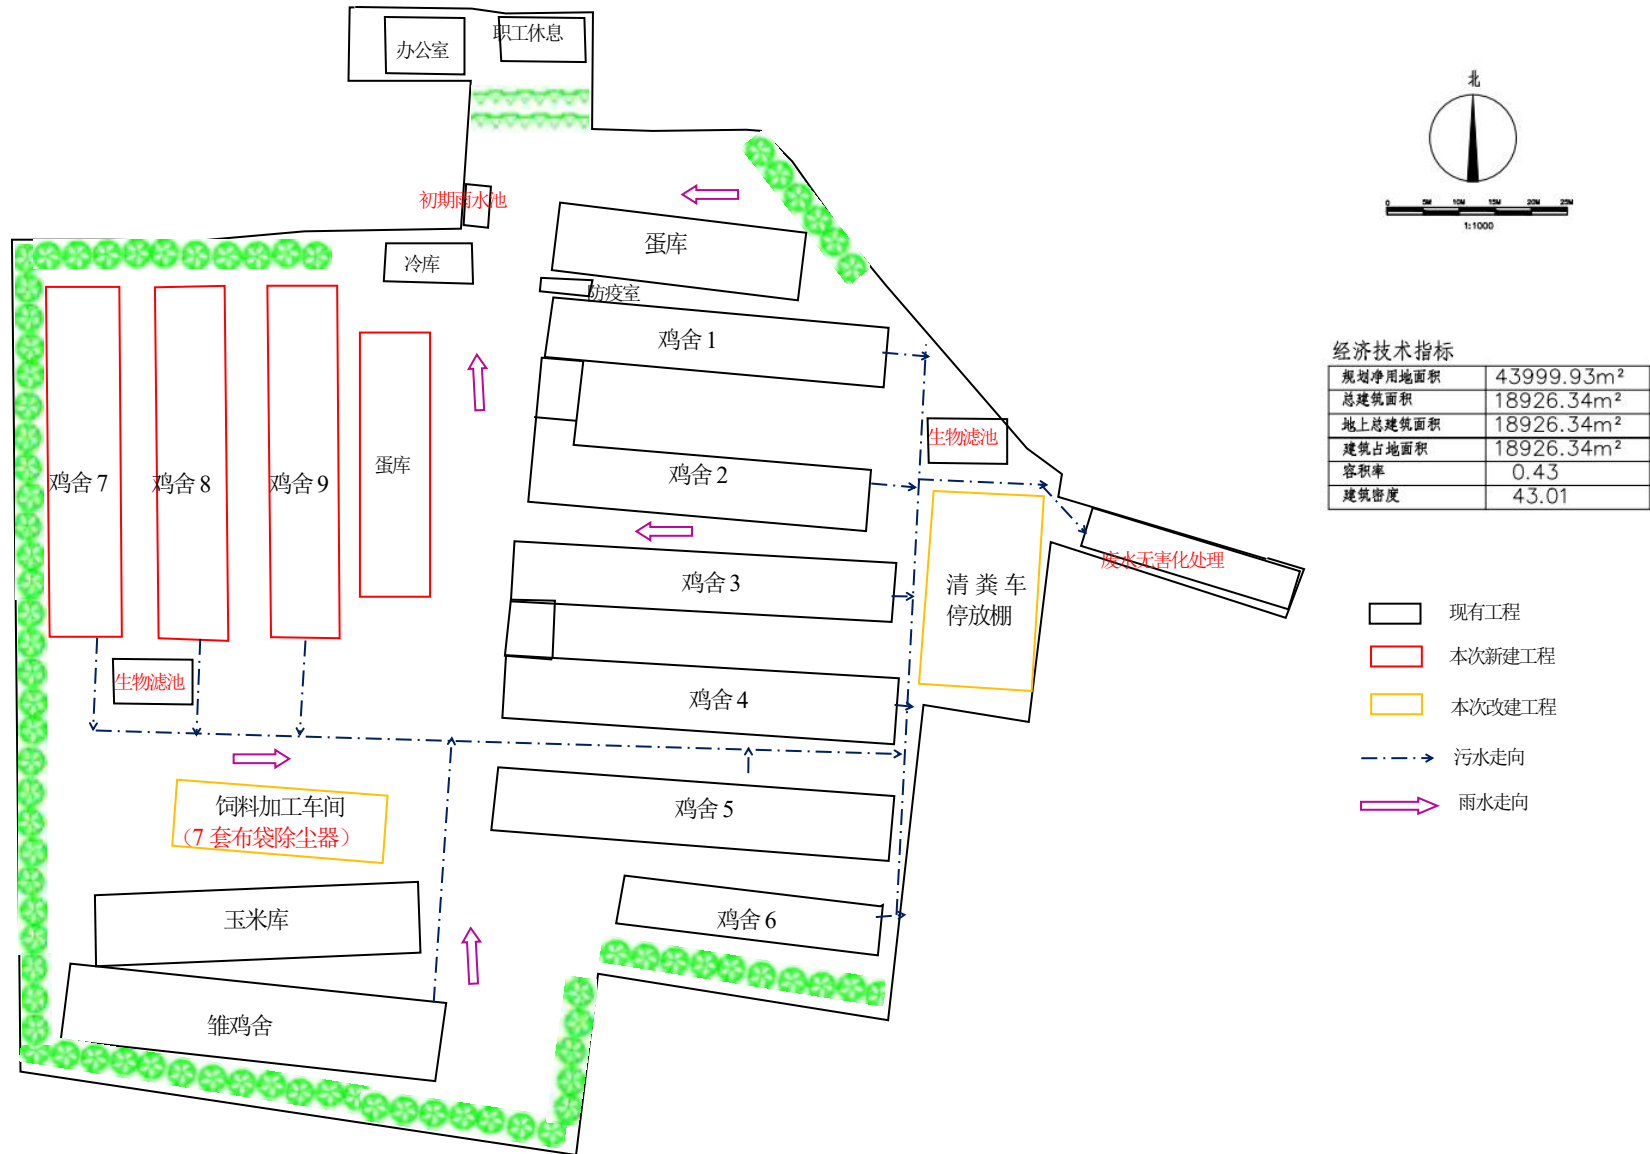 办公室
职工休息
北
初期雨水池
0 5M 10M 15M 20M 25M
1:1000
蛋库
冷库
防疫室
鸡舍 1
经济技术指标
规划净用地面积 43999.93m²
总建筑面积 18926.34m²
地上总建筑面积 18926.34m²
建筑占地面积 18926.34m²
容积率 0.43
建筑密度 43.01
生物滤池
蛋库
鸡舍 7
鸡舍 8
鸡舍 9
鸡舍 2
废水无害化处理
鸡舍 3
清 粪 车
停放棚
现有工程
本次新建工程
生物滤池
鸡舍 4
本次改建工程
污水走向
饲料加工车间
（7 套布袋除尘器）
鸡舍 5
雨水走向
玉米库
鸡舍 6
雏鸡舍